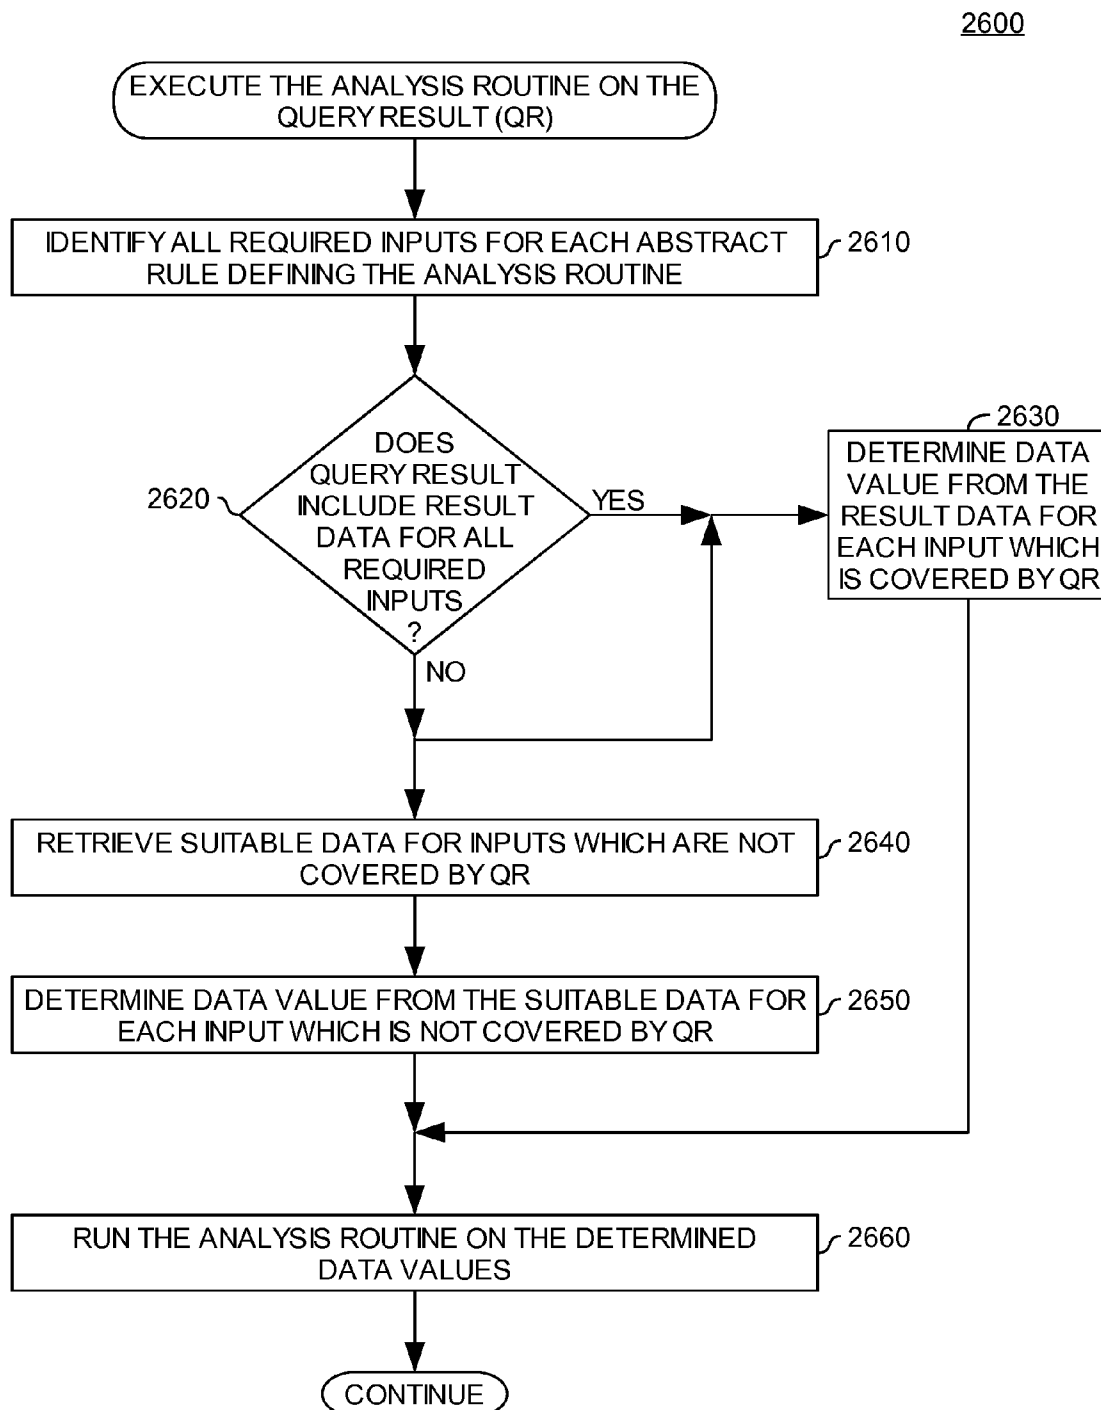 2600
EXECUTE THE ANALYSIS ROUTINE ON THE
QUERY RESULT (QR)
IDENTIFY ALL REQUIRED INPUTS FOR EACH ABSTRACT
RULE DEFINING THE ANALYSIS ROUTINE
2610
DOES
QUERY RESULT
INCLUDE RESULT
DATA FOR ALL
REQUIRED
INPUTS
?
2620
YES
NO
2630
DETERMINE DATA
VALUE FROM THE
RESULT DATA FOR
EACH INPUT WHICH
IS COVERED BY QR
RETRIEVE SUITABLE DATA FOR INPUTS WHICH ARE NOT
COVERED BY QR
2640
DETERMINE DATA VALUE FROM THE SUITABLE DATA FOR
EACH INPUT WHICH IS NOT COVERED BY QR
2650
RUN THE ANALYSIS ROUTINE ON THE DETERMINED
DATA VALUES
2660
CONTINUE